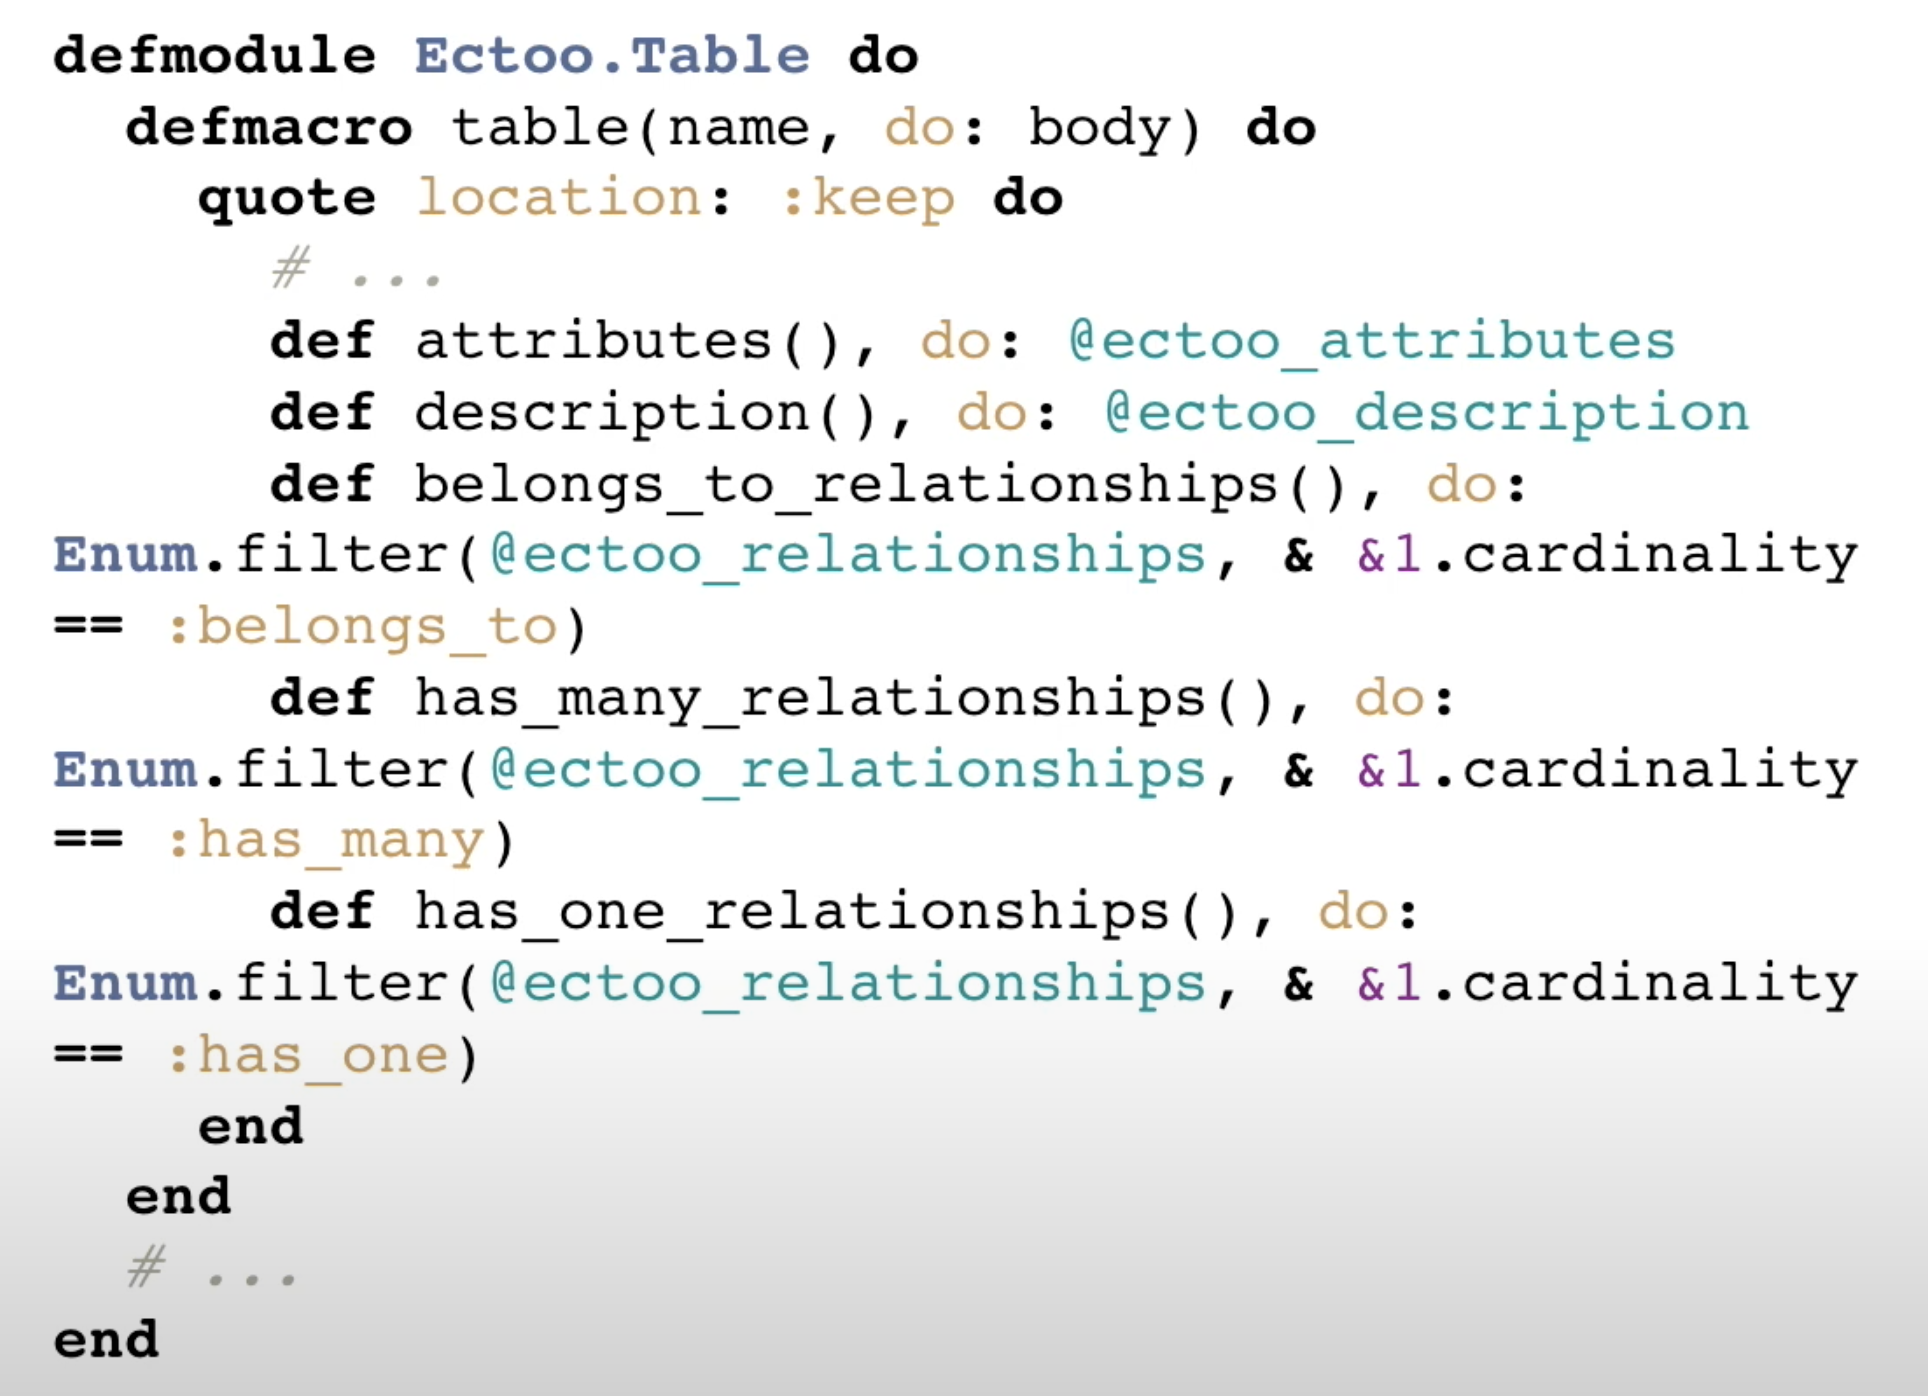 defmodule Ectoo.Table do
  defmacro table(name, do: body) do
    quote location: :keep do
      # ...
      def attributes(), do: @ectoo_attributes
      def description(), do: @ectoo_description
      def belongs_to_relationships(), do:
Enum.filter(@ectoo_relationships, & &1.cardinality
== :belongs_to)
      def has_many_relationships(), do:
Enum.filter(@ectoo_relationships, & &1.cardinality
== :has_many)
      def has_one_relationships(), do:
Enum.filter(@ectoo_relationships, & &1.cardinality
== :has_one)
    end
  end
  # ...
end